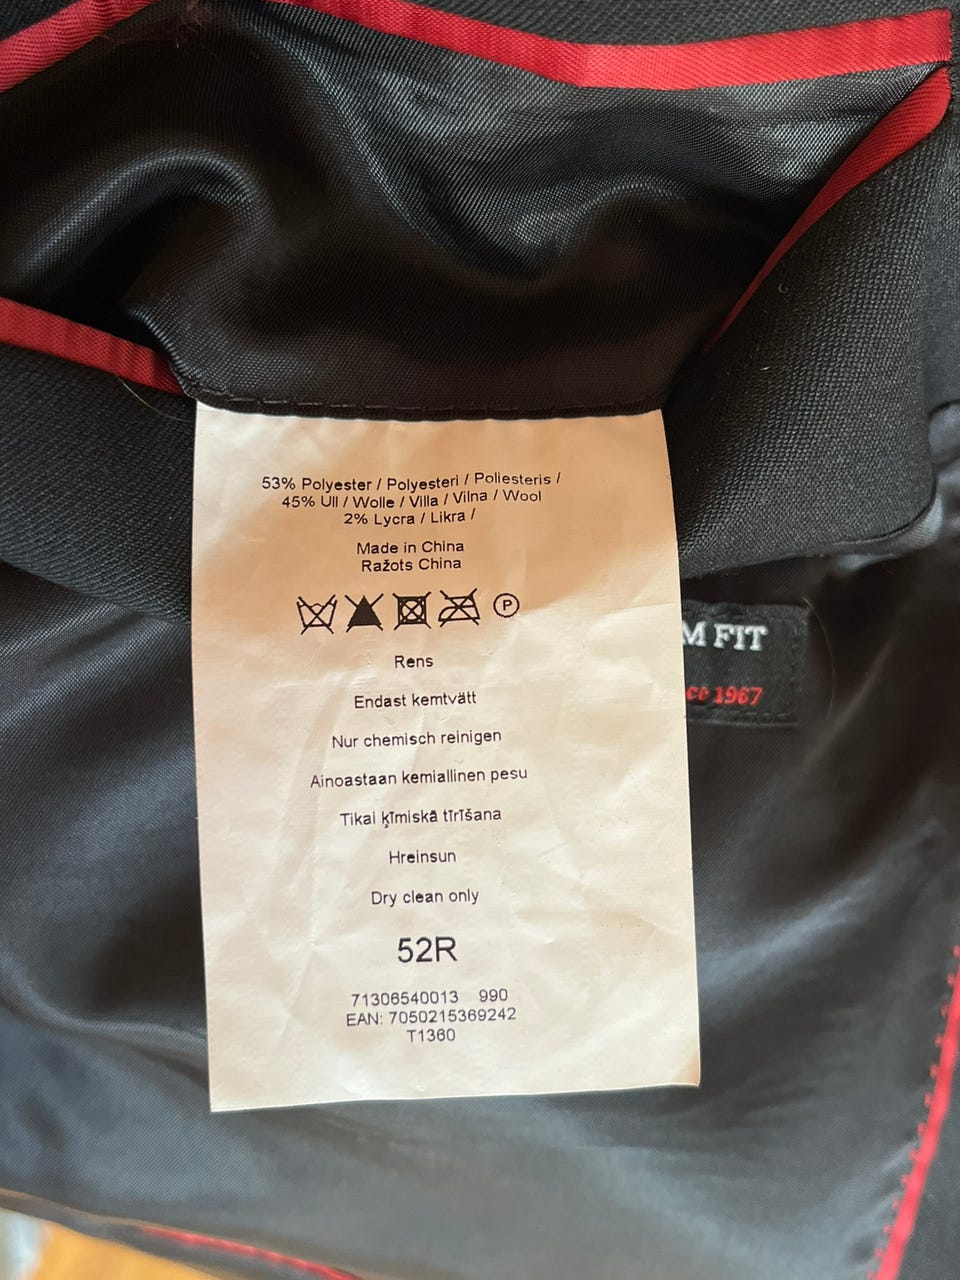 53% Polyester / Polyesteri / Poliesteris /
45% Ull / Wolle / Villa / Vilna / Wool
2% Lycra / Likra /
Made in China
Ražots China
P
Rens
Endast kemtvätt
Nur chemisch reinigen
Ainoastaan kemiallinen pesu
Tikai ķīmiskā tīrīšana
Hreinsun
Dry clean only
52R
71306540013 990
EAN: 7050215369242
T1360
M FIT
ce 1967